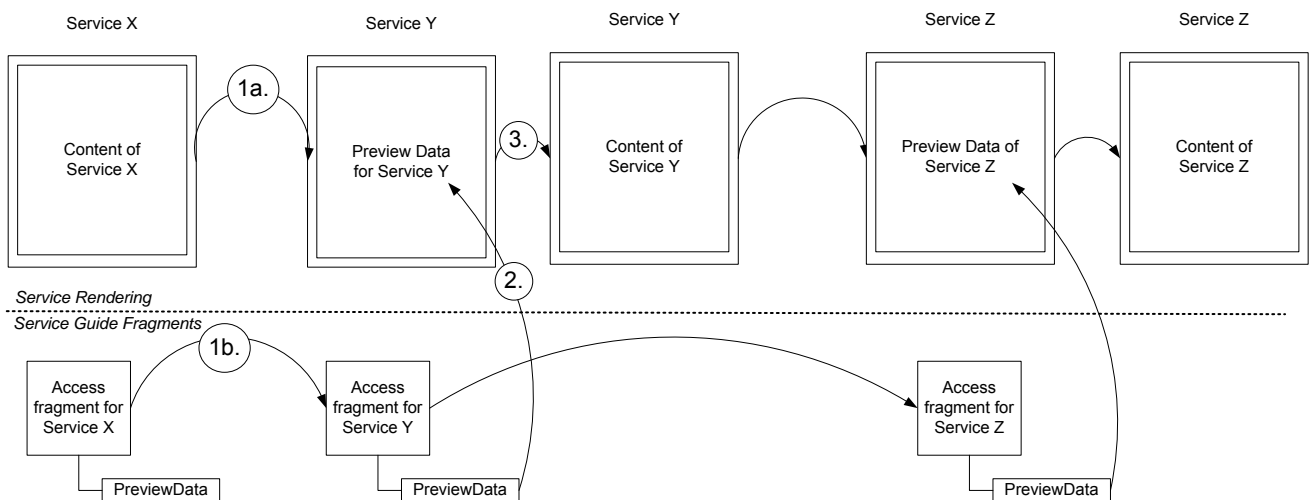 Service X
Service Y
Service Y
Service Z
Service Z
1a.
3.
Content of
Service X
Preview Data
for Service Y
Content of
Service Y
Preview Data of
Service Z
Content of
Service Z
2.
Service Rendering
Service Guide Fragments
1b.
Access
fragment for
Service X
Access
fragment for
Service Y
Access
fragment for
Service Z
PreviewData
PreviewData
PreviewData